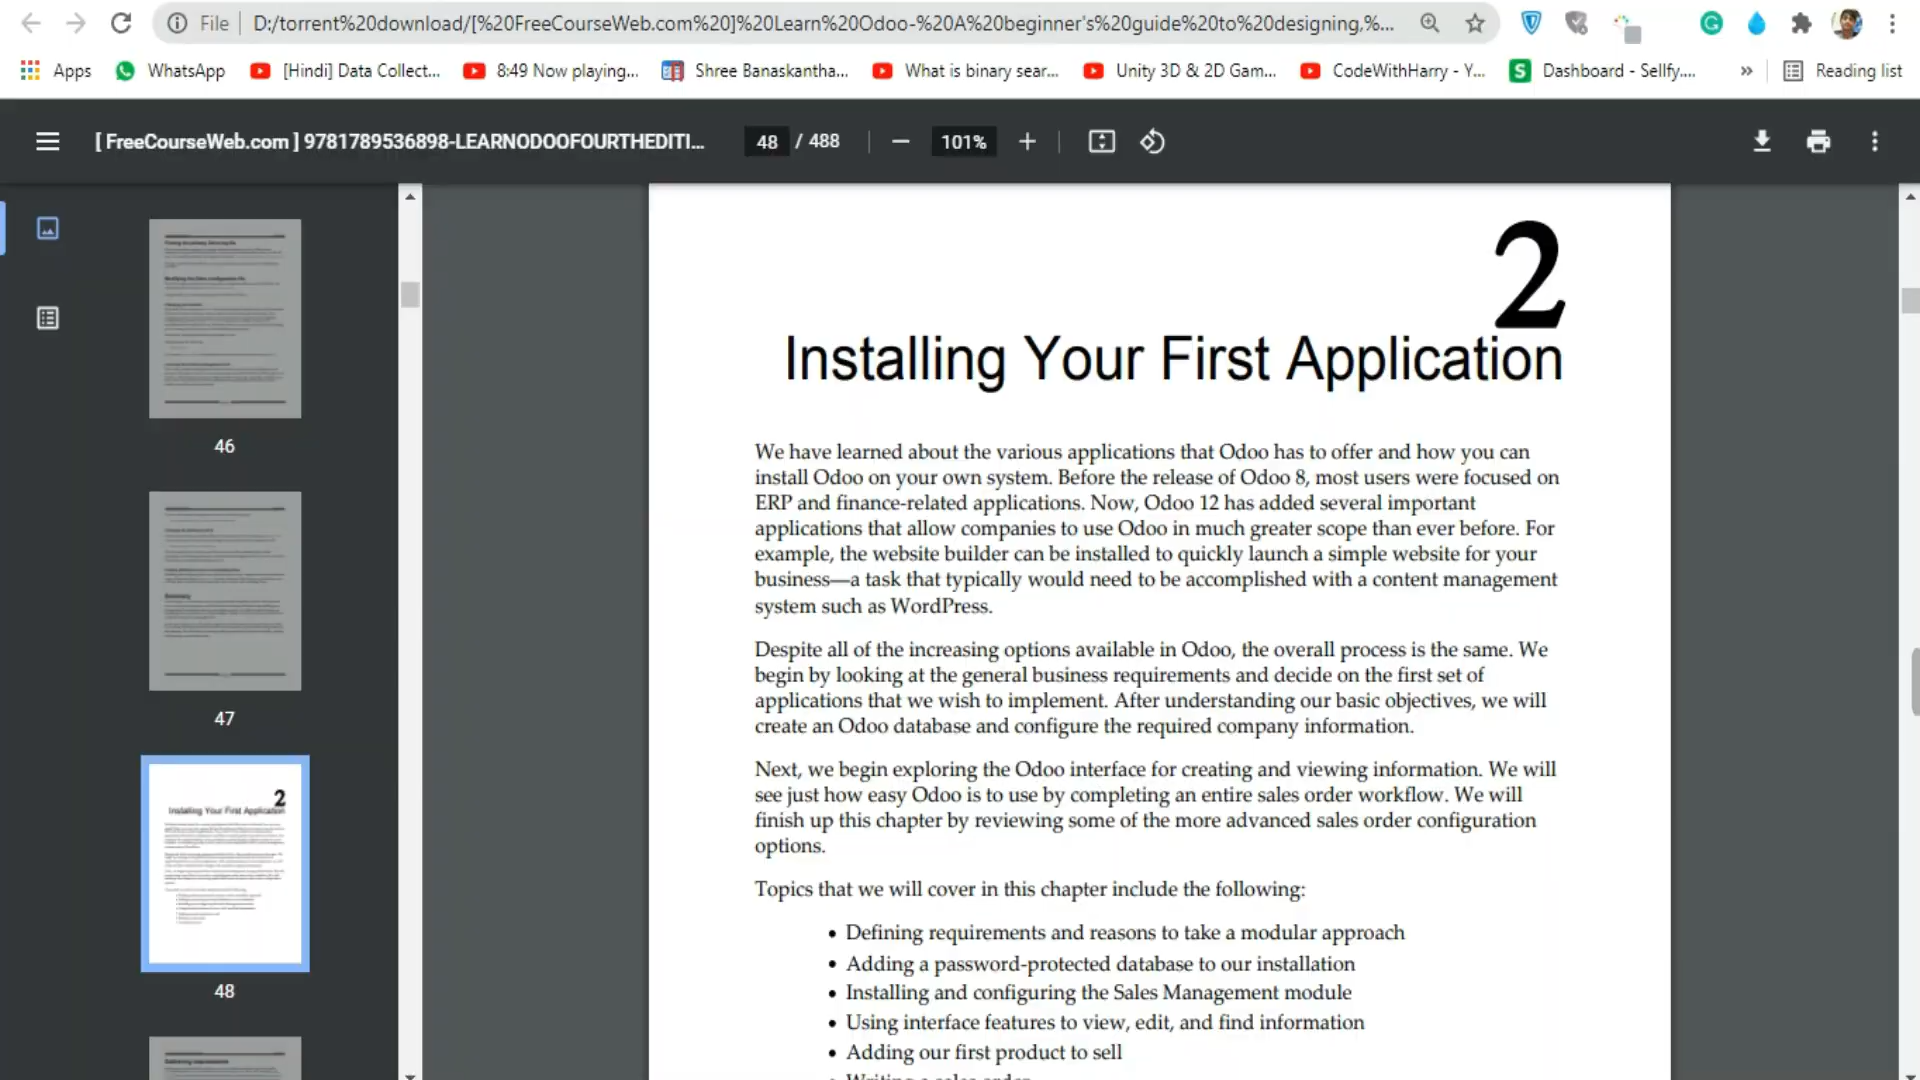 File
D:/torrent%20download/[%20FreeCourseWeb.com%20]%20Learn%20Odoo-%20A%20beginner's%20guide%20to%20designing,%...
Apps
WhatsApp
[Hindi] Data Collect...
8:49 Now playing...
Shree Banaskantha...
What is binary sear...
Unity 3D & 2D Gam...
CodeWithHarry - Y...
Dashboard - Sellfy....
»
Reading list
[ FreeCourseWeb.com ] 9781789536898-LEARNODOOFOURTHEDITI...
48 / 488
101%
46
47
2
Installing Your First Application
48
2
Installing Your First Application
We have learned about the various applications that Odoo has to offer and how you can
install Odoo on your own system. Before the release of Odoo 8, most users were focused on
ERP and finance-related applications. Now, Odoo 12 has added several important
applications that allow companies to use Odoo in much greater scope than ever before. For
example, the website builder can be installed to quickly launch a simple website for your
business—a task that typically would need to be accomplished with a content management
system such as WordPress.
Despite all of the increasing options available in Odoo, the overall process is the same. We
begin by looking at the general business requirements and decide on the first set of
applications that we wish to implement. After understanding our basic objectives, we will
create an Odoo database and configure the required company information.
Next, we begin exploring the Odoo interface for creating and viewing information. We will
see just how easy Odoo is to use by completing an entire sales order workflow. We will
finish up this chapter by reviewing some of the more advanced sales order configuration
options.
Topics that we will cover in this chapter include the following:
• Defining requirements and reasons to take a modular approach
• Adding a password-protected database to our installation
• Installing and configuring the Sales Management module
• Using interface features to view, edit, and find information
• Adding our first product to sell
• Writing a sales order